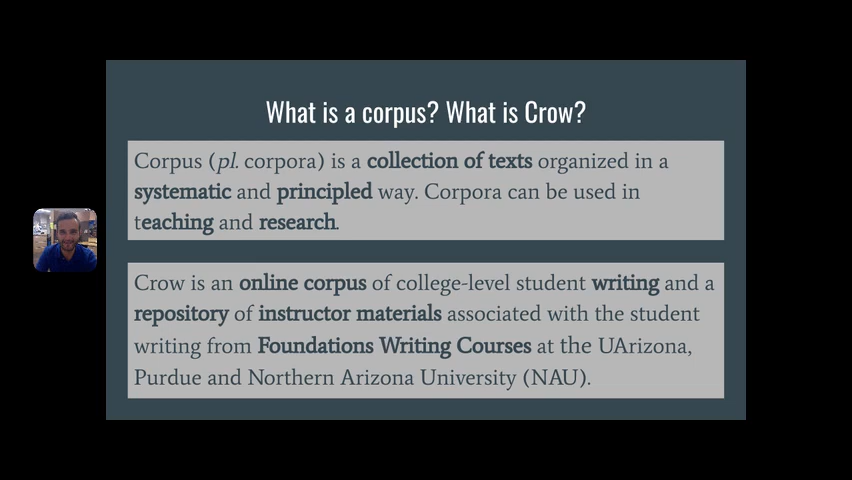 What is a corpus? What is Crow?
Corpus (pl. corpora) is a collection of texts organized in a
systematic and principled way. Corpora can be used in
teaching and research.
Crow is an online corpus of college-level student writing and a
repository of instructor materials associated with the student
writing from Foundations Writing Courses at the UArizona,
Purdue and Northern Arizona University (NAU).